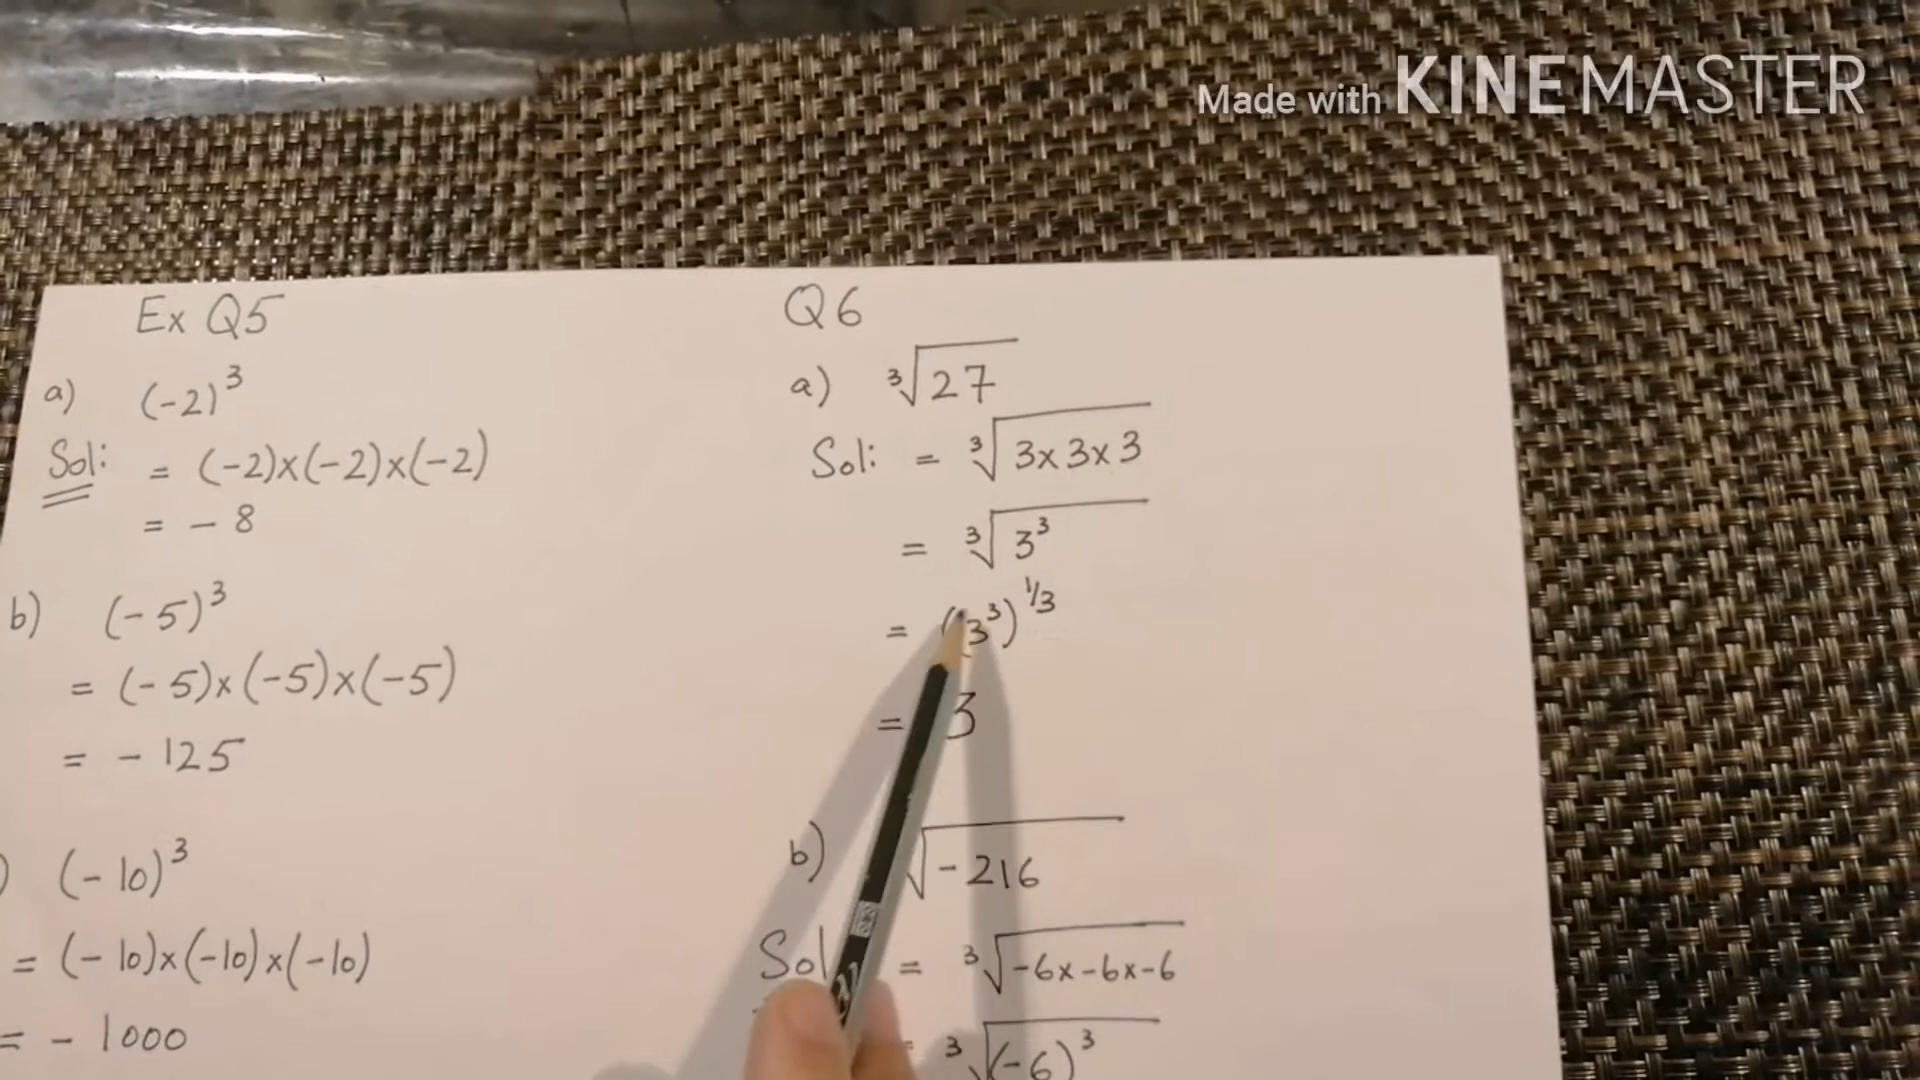 Made with KINEMASTER
Ex Q5
a) (-2)³
Sol: = (-2)x(-2)x(-2)
= - 8
b) (-5)³
= (-5)x(-5)x(-5)
= - 125
) (-10)³
= (-10)x(-10)x(-10)
= - 1000
Q6
a) ³√27
Sol: = ³√3x3x3
= ³√3³
= (3³)^1/3
= 3
b) √-216
Sol = ³√-6x-6x-6
= ³√(-6)³